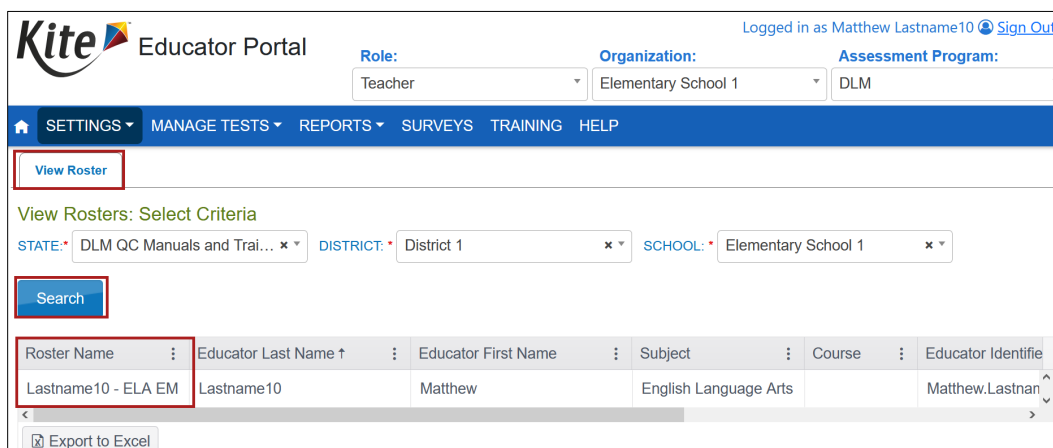 Logged in as Matthew Lastname10 Sign Out
Kite Educator Portal
Role: Organization: Assessment Program:
Teacher Elementary School 1 DLM
SETTINGS MANAGE TESTS REPORTS SURVEYS TRAINING HELP
View Roster
View Rosters: Select Criteria
STATE:* DLM QC Manuals and Trai... × DISTRICT: * District 1 × SCHOOL: * Elementary School 1 ×
Search
Roster Name Educator Last Name ↑ Educator First Name Subject Course Educator Identifie
Lastname10 - ELA EM Lastname10 Matthew English Language Arts Matthew.Lastnam
Export to Excel